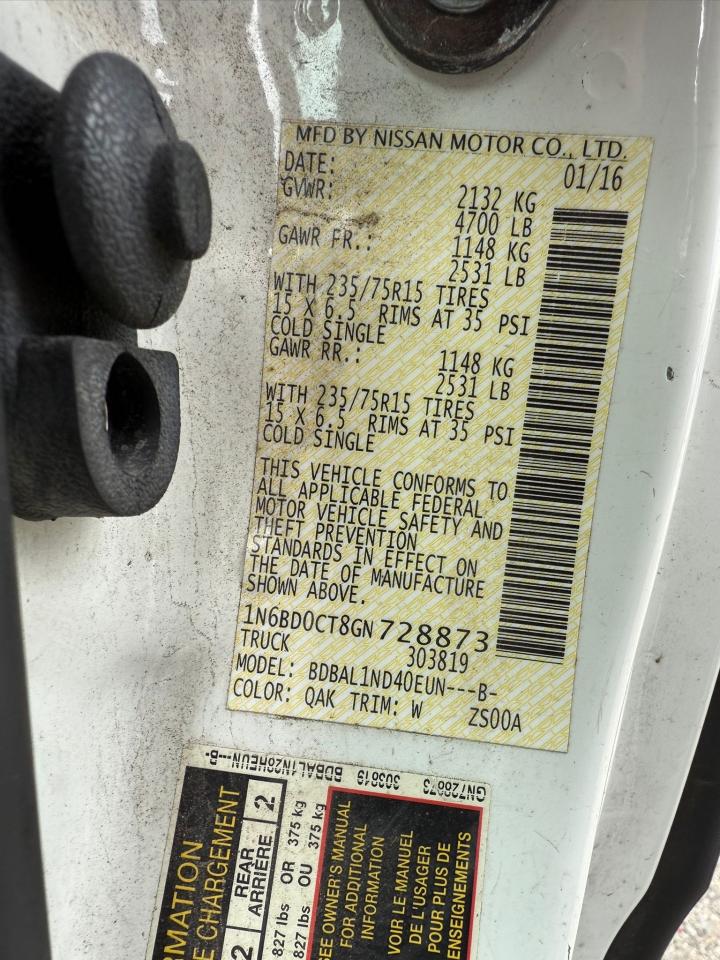 MFD BY NISSAN MOTOR CO., LTD.
DATE: 01/16
GVWR: 2132 KG
4700 LB
GAWR FR.: 1148 KG
2531 LB
WITH 235/75R15 TIRES
15 X 6.5 RIMS AT 35 PSI
COLD SINGLE
GAWR RR.: 1148 KG
2531 LB
WITH 235/75R15 TIRES
15 X 6.5 RIMS AT 35 PSI
COLD SINGLE
THIS VEHICLE CONFORMS TO
ALL APPLICABLE FEDERAL
MOTOR VEHICLE SAFETY AND
THEFT PREVENTION
STANDARDS IN EFFECT ON
THE DATE OF MANUFACTURE
SHOWN ABOVE.
1N6BD0CT8GN728873
TRUCK 303819
MODEL: BDBAL1ND40EUN---B-
COLOR: QAK TRIM: W ZS00A
GN728873 303819 BDBAL1N28HEUN---B-
RMATION
E CHARGEMENT
2 REAR
ARRIÈRE 2
827 lbs OR 375 kg
827 lbs OU 375 kg
SEE OWNER'S MANUAL
FOR ADDITIONAL
INFORMATION
VOIR LE MANUEL
DE L'USAGER
POUR PLUS DE
ENSEIGNEMENTS